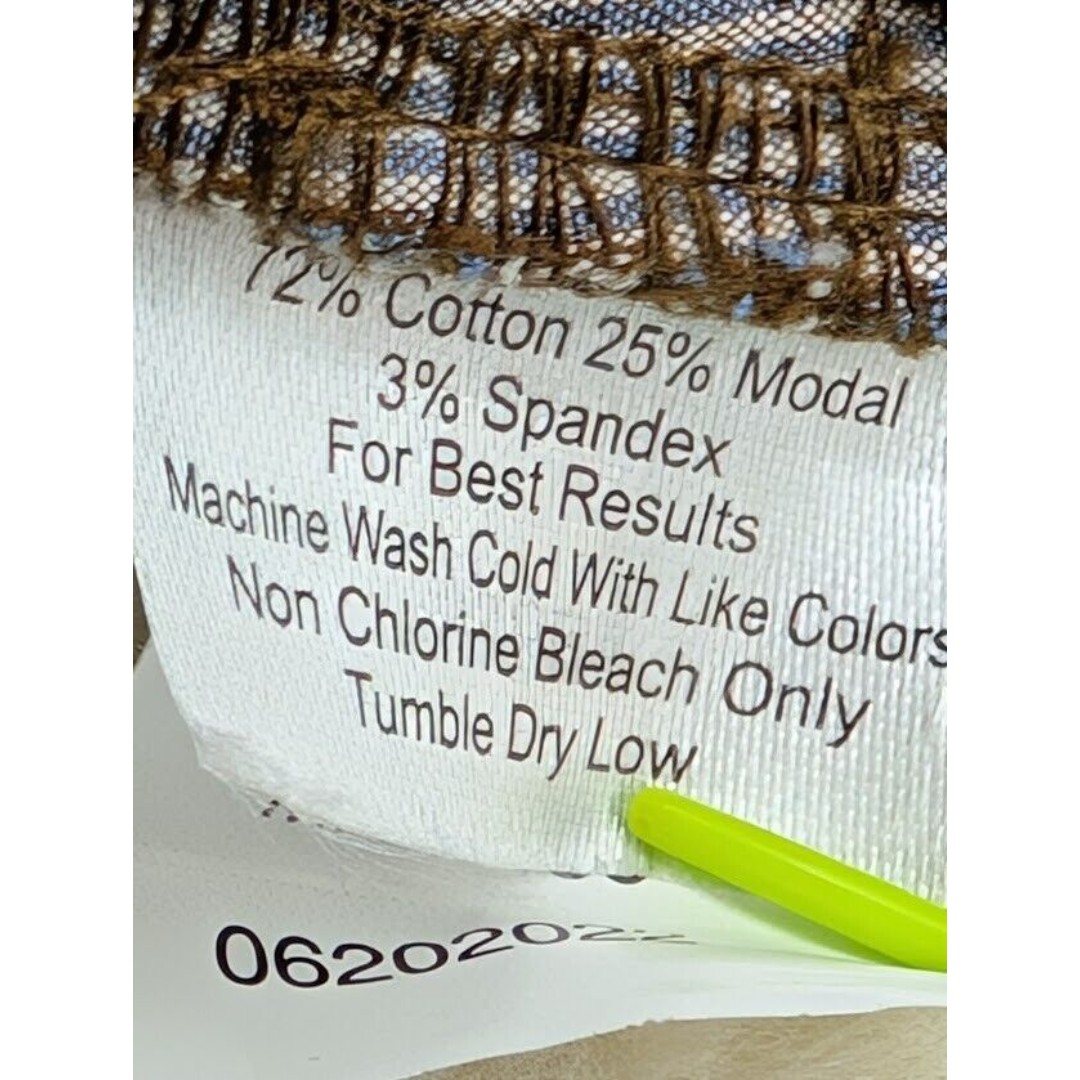 72% Cotton 25% Modal
3% Spandex
For Best Results
Machine Wash Cold With Like Colors
Non Chlorine Bleach Only
Tumble Dry Low
06202022